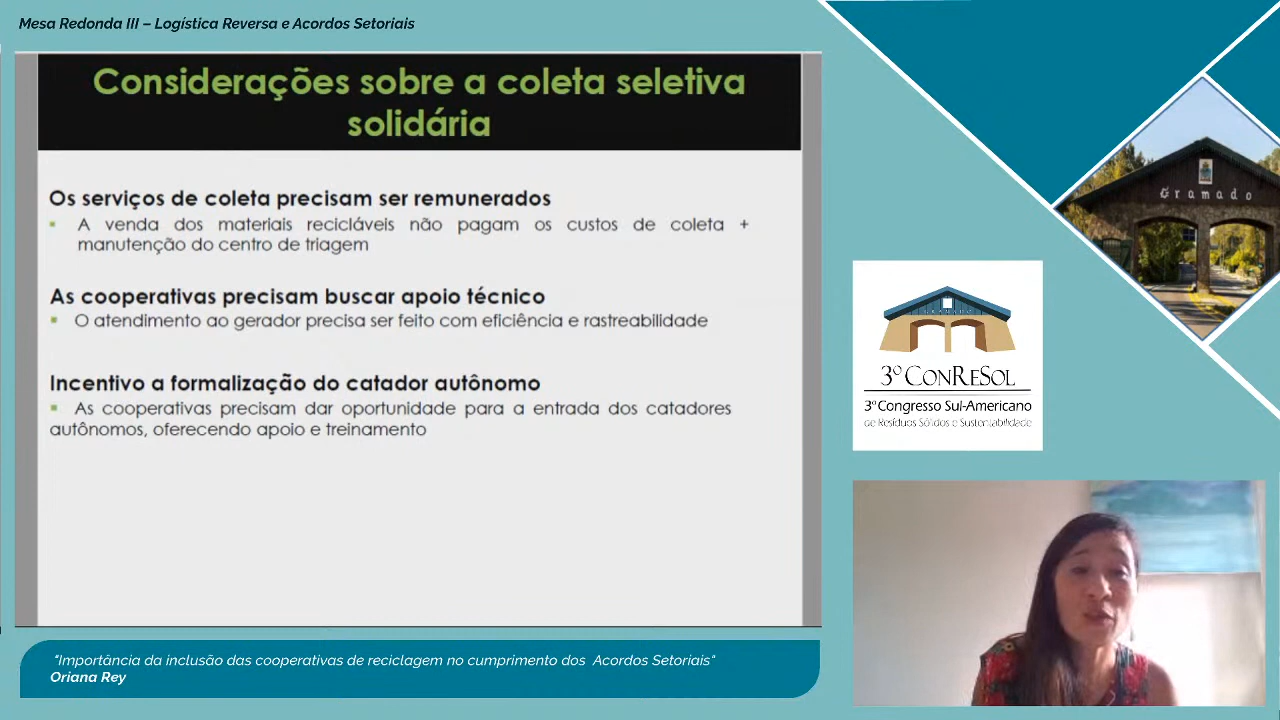 Mesa Redonda III – Logística Reversa e Acordos Setoriais
Considerações sobre a coleta seletiva
solidária
Os serviços de coleta precisam ser remunerados
▪ A venda dos materiais recicláveis não pagam os custos de coleta +
manutenção do centro de triagem
As cooperativas precisam buscar apoio técnico
▪ O atendimento ao gerador precisa ser feito com eficiência e rastreabilidade
Incentivo a formalização do catador autônomo
▪ As cooperativas precisam dar oportunidade para a entrada dos catadores
autônomos, oferecendo apoio e treinamento
Gramado
GRAMADO
3º CONRESOL
3º Congresso Sul-Americano
de Resíduos Sólidos e Sustentabilidade
"Importância da inclusão das cooperativas de reciclagem no cumprimento dos Acordos Setoriais"
Oriana Rey